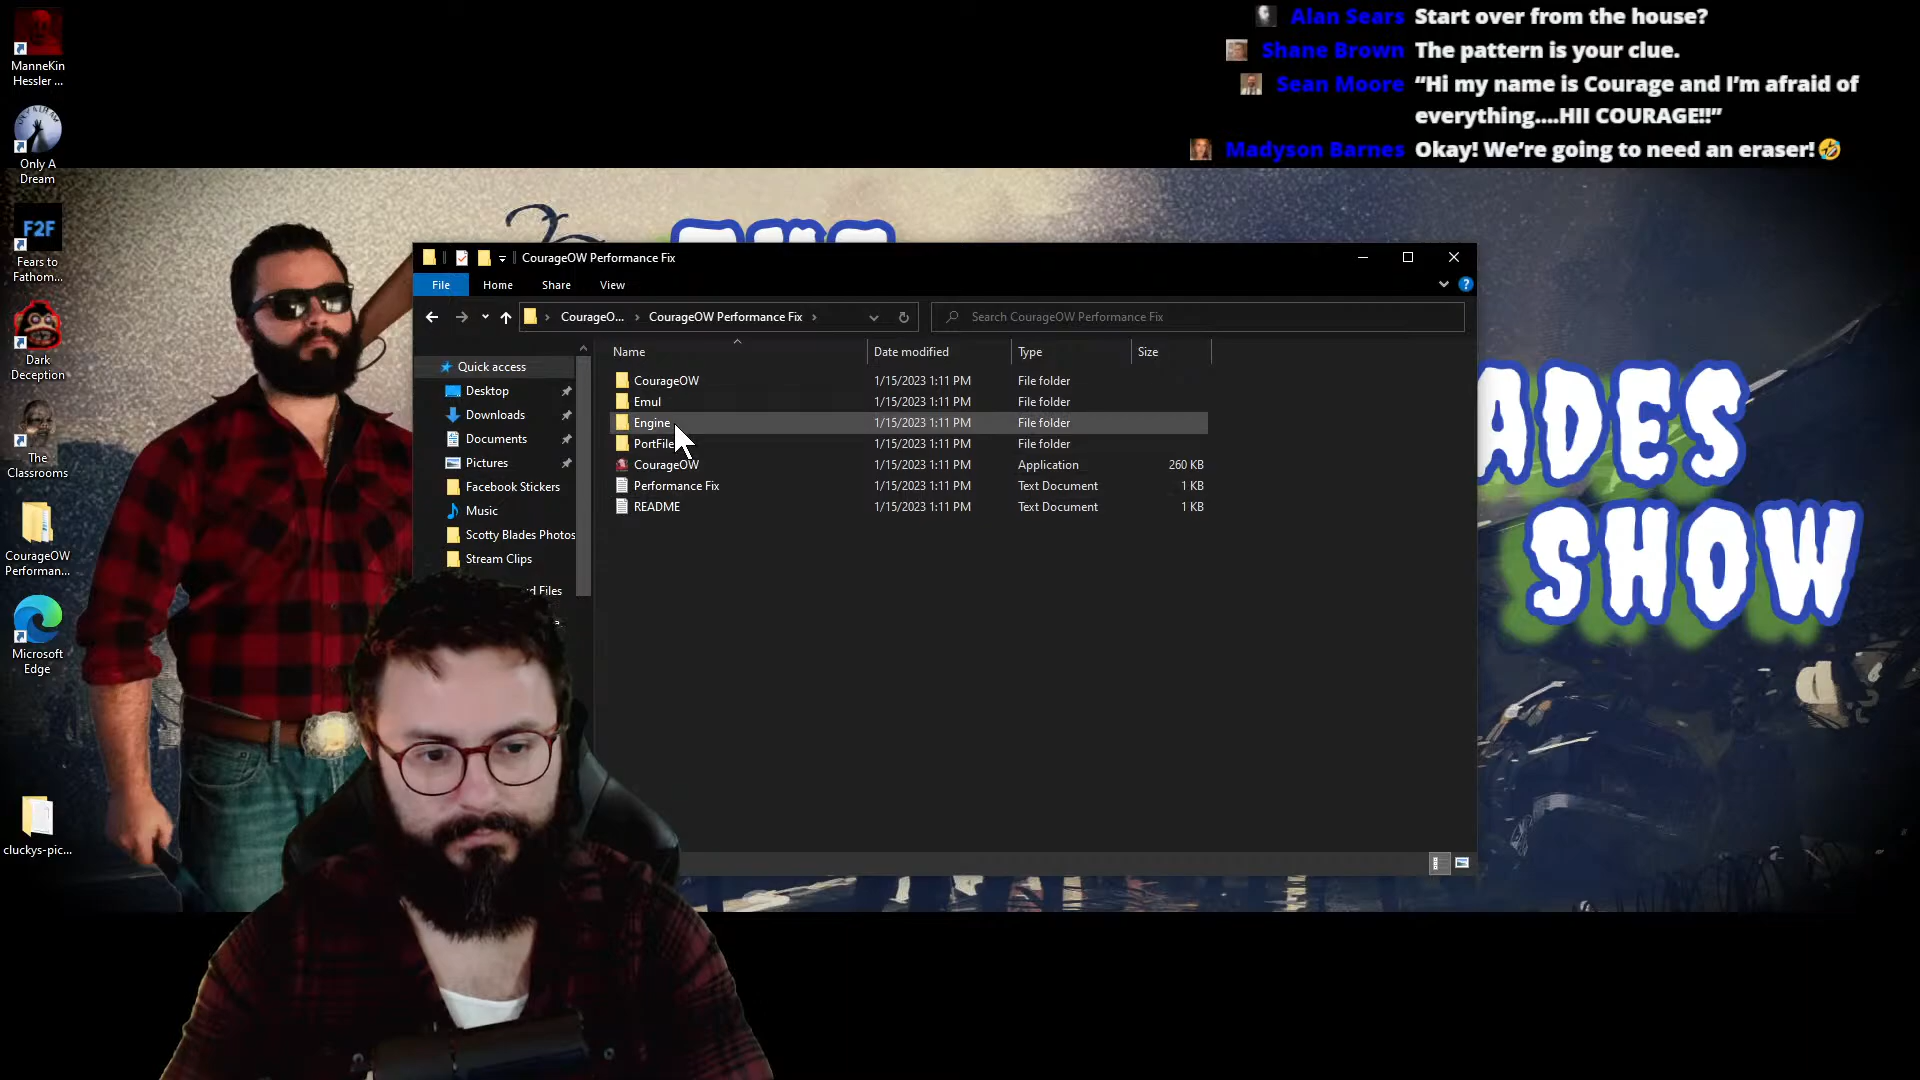 Alan Sears Start over from the house?
Shane Brown The pattern is your clue.
Sean Moore “Hi my name is Courage and I’m afraid of
everything....HII COURAGE!!”
Madyson Barnes Okay! We’re going to need an eraser!🤣
ManneKin
Hessler ...
Only A
Dream
F2F
Fears to
Fathom...
Dark
Deception
The
Classrooms
CourageOW
Performan...
Microsoft
Edge
cluckys-pic...
CourageOW Performance Fix
File Home Share View
CourageO... › CourageOW Performance Fix ›
Search CourageOW Performance Fix
Name Date modified Type Size
Quick access
Desktop
Downloads
Documents
Pictures
Facebook Stickers
Music
Scotty Blades Photos
Stream Clips
d Files
CourageOW 1/15/2023 1:11 PM File folder
Emul 1/15/2023 1:11 PM File folder
Engine 1/15/2023 1:11 PM File folder
PortFile 1/15/2023 1:11 PM File folder
CourageOW 1/15/2023 1:11 PM Application 260 KB
Performance Fix 1/15/2023 1:11 PM Text Document 1 KB
README 1/15/2023 1:11 PM Text Document 1 KB
ADES
SHOW